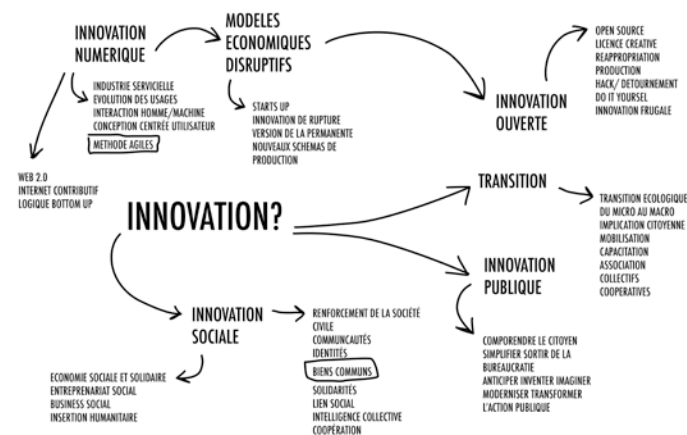 INNOVATION
NUMERIQUE
MODELES
ECONOMIQUES
DISRUPTIFS
OPEN SOURCE
LICENCE CREATIVE
REAPPROPRIATION
PRODUCTION
HACK/ DETOURNEMENT
DO IT YOURSEL
INNOVATION FRUGALE
INNOVATION
OUVERTE
INDUSTRIE SERVICIELLE
EVOLUTION DES USAGES
INTERACTION HOMME/MACHINE
CONCEPTION CENTRÉE UTILISATEUR
METHODE AGILES
STARTS UP
INNOVATION DE RUPTURE
VERSION DE LA PERMANENTE
NOUVEAUX SCHEMAS DE
PRODUCTION
WEB 2.0
INTERNET CONTRIBUTIF
LOGIQUE BOTTOM UP
INNOVATION?
TRANSITION
TRANSITION ECOLOGIQUE
DU MICRO AU MACRO
IMPLICATION CITOYENNE
MOBILISATION
CAPACITATION
ASSOCIATION
COLLECTIFS
COOPERATIVES
INNOVATION
PUBLIQUE
COMPORENDRE LE CITOYEN
SIMPLIFIER SORTIR DE LA
BUREAUCRATIE
ANTICIPER INVENTER IMAGINER
MODERNISER TRANSFORMER
L'ACTION PUBLIQUE
INNOVATION
SOCIALE
RENFORCEMENT DE LA SOCIÉTÉ
CIVILE
COMMUNCAUTÉS
IDENTITÉS
BIENS COMMUNS
SOLIDARITÉS
LIEN SOCIAL
INTELLIGENCE COLLECTIVE
COOPÉRATION
ECONOMIE SOCIALE ET SOLIDAIRE
ENTREPRENARIAT SOCIAL
BUSINESS SOCIAL
INSERTION HUMANITAIRE